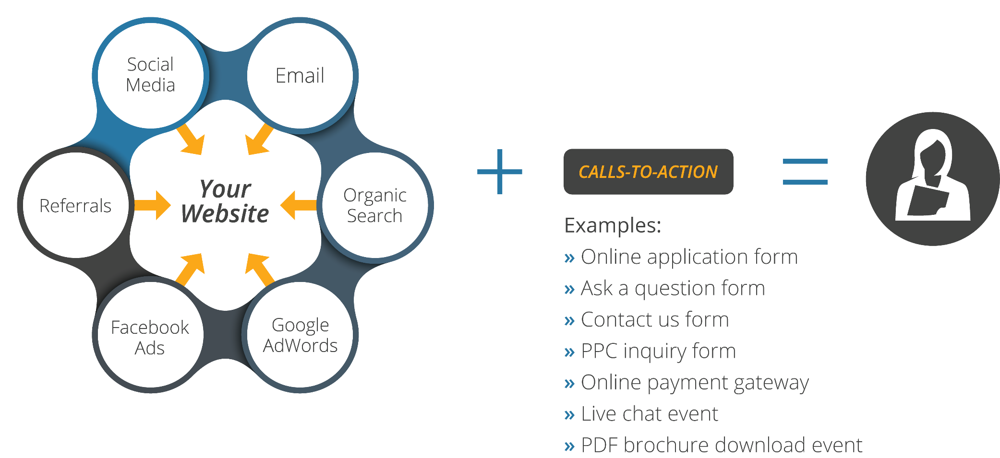 Social
Media
Email
Referrals
Your
Website
Organic
Search
Facebook
Ads
Google
AdWords
CALLS-TO-ACTION
Examples:
» Online application form
» Ask a question form
» Contact us form
» PPC inquiry form
» Online payment gateway
» Live chat event
» PDF brochure download event